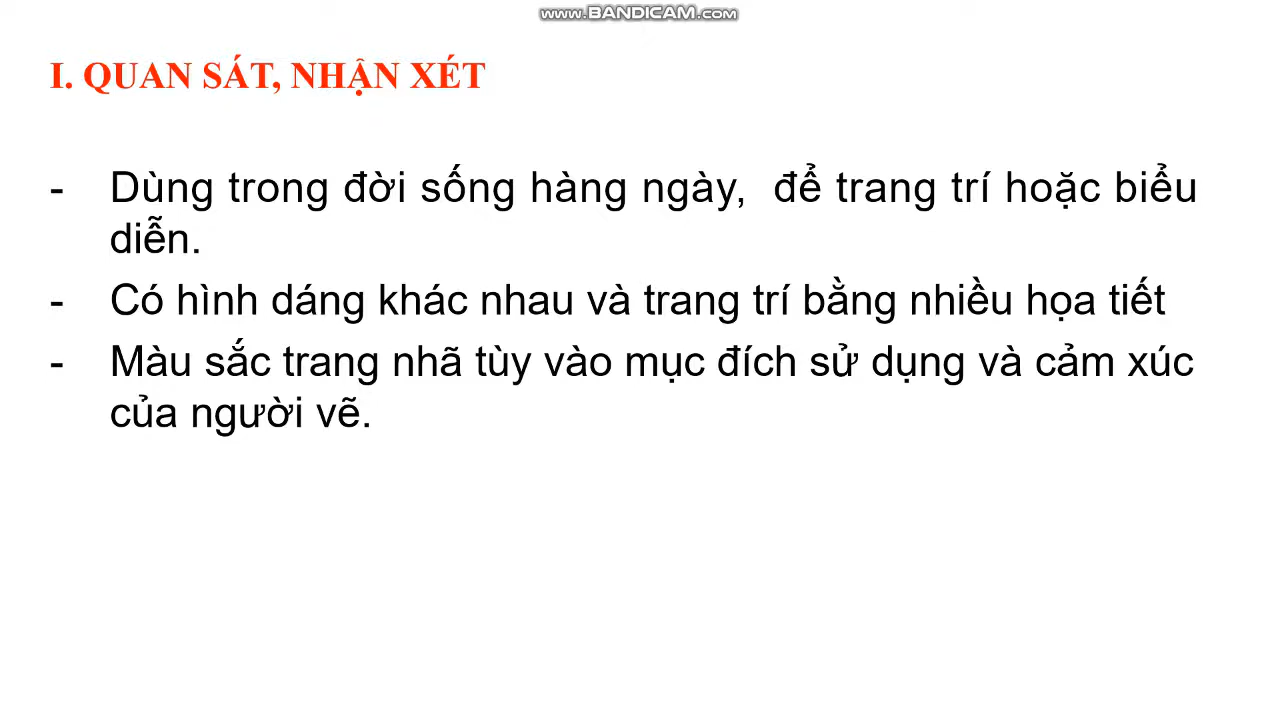 www.BANDICAM.com
I. QUAN SÁT, NHẬN XÉT
- Dùng trong đời sống hàng ngày, để trang trí hoặc biểu
diễn.
- Có hình dáng khác nhau và trang trí bằng nhiều họa tiết
- Màu sắc trang nhã tùy vào mục đích sử dụng và cảm xúc
của người vẽ.